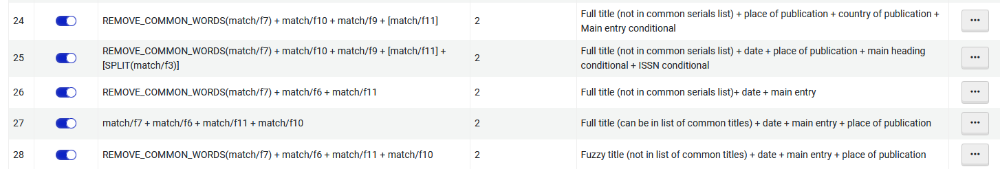 24 REMOVE_COMMON_WORDS(match/f7) + match/f10 + match/f9 + [match/f11] 2 Full title (not in common serials list) + place of publication + country of publication +
Main entry conditional
25 REMOVE_COMMON_WORDS(match/f7) + match/f10 + match/f9 + [match/f11] + 2 Full title (not in common serials list) + date + place of publication + main heading
[SPLIT(match/f3)] conditional + ISSN conditional
26 REMOVE_COMMON_WORDS(match/f7) + match/f6 + match/f11 2 Full title (not in common serials list)+ date + main entry
27 match/f7 + match/f6 + match/f11 + match/f10 2 Full title (can be in list of common titles) + date + main entry + place of publication
28 REMOVE_COMMON_WORDS(match/f7) + match/f6 + match/f11 + match/f10 2 Fuzzy title (not in list of common titles) + date + main entry + place of publication